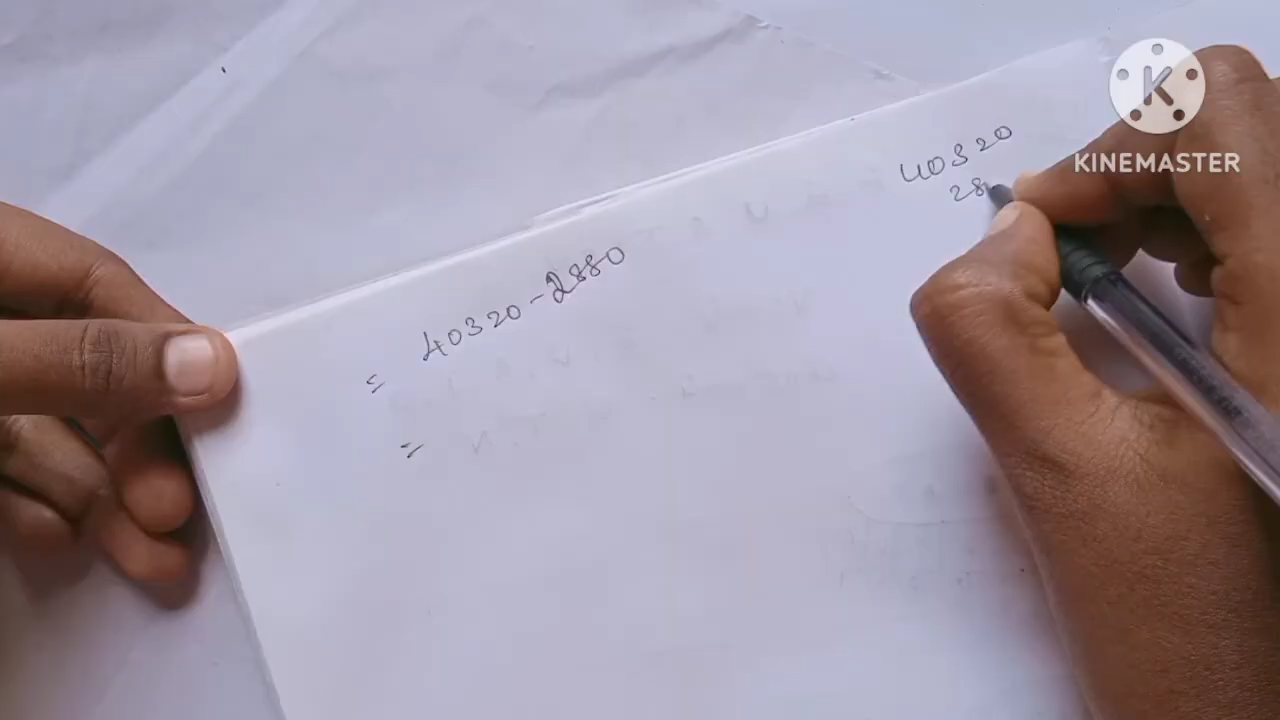 40320
28
= 40320-2880
=
K
KINEMASTER